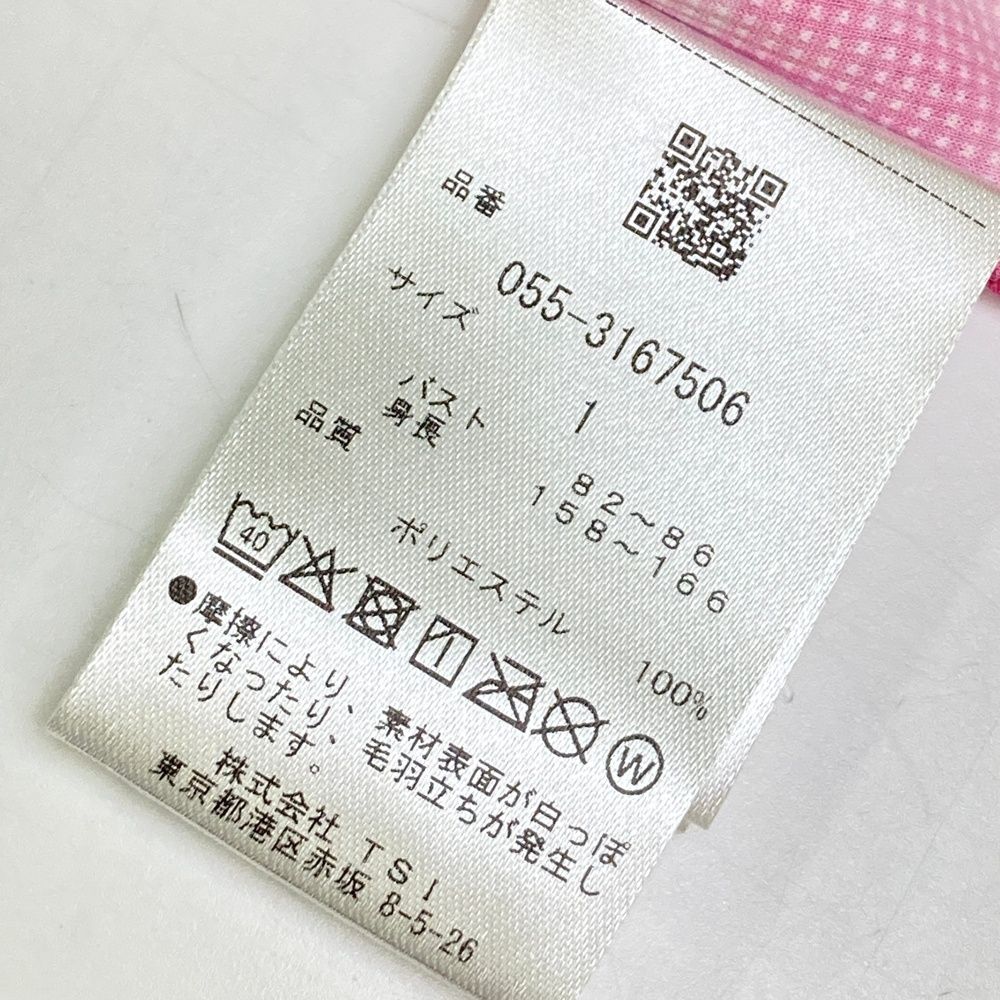 品番
055-3167506
サイズ 1
バスト 82～86
身長 158～166
品質
ポリエステル 100%
40
W
●摩擦により、素材表面が白っぽ
くなったり、毛羽立ちが発生し
たりします。
株式会社 TSI
東京都港区赤坂 8-5-26